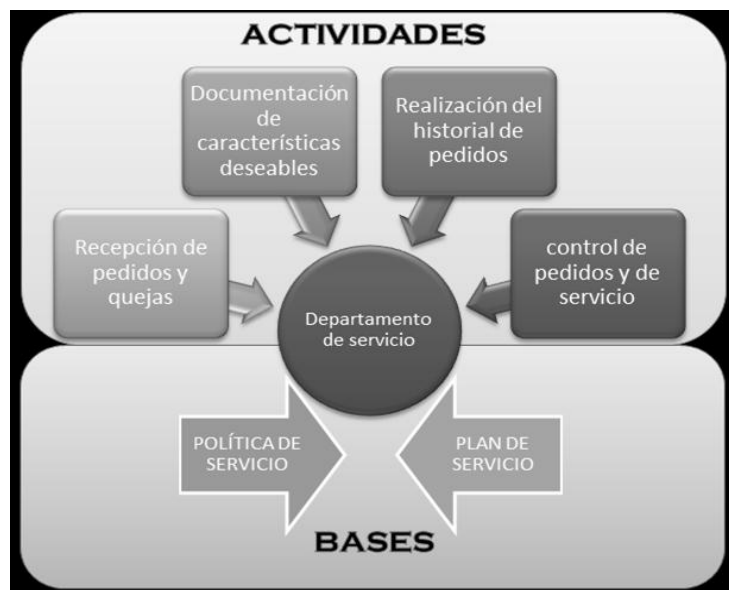 ACTIVIDADES
Documentación
de
características
deseables
Realización del
historial de
pedidos
Recepción de
pedidos y
quejas
control de
pedidos y de
servicio
Departamento
de servicio
POLÍTICA DE
SERVICIO
PLAN DE
SERVICIO
BASES